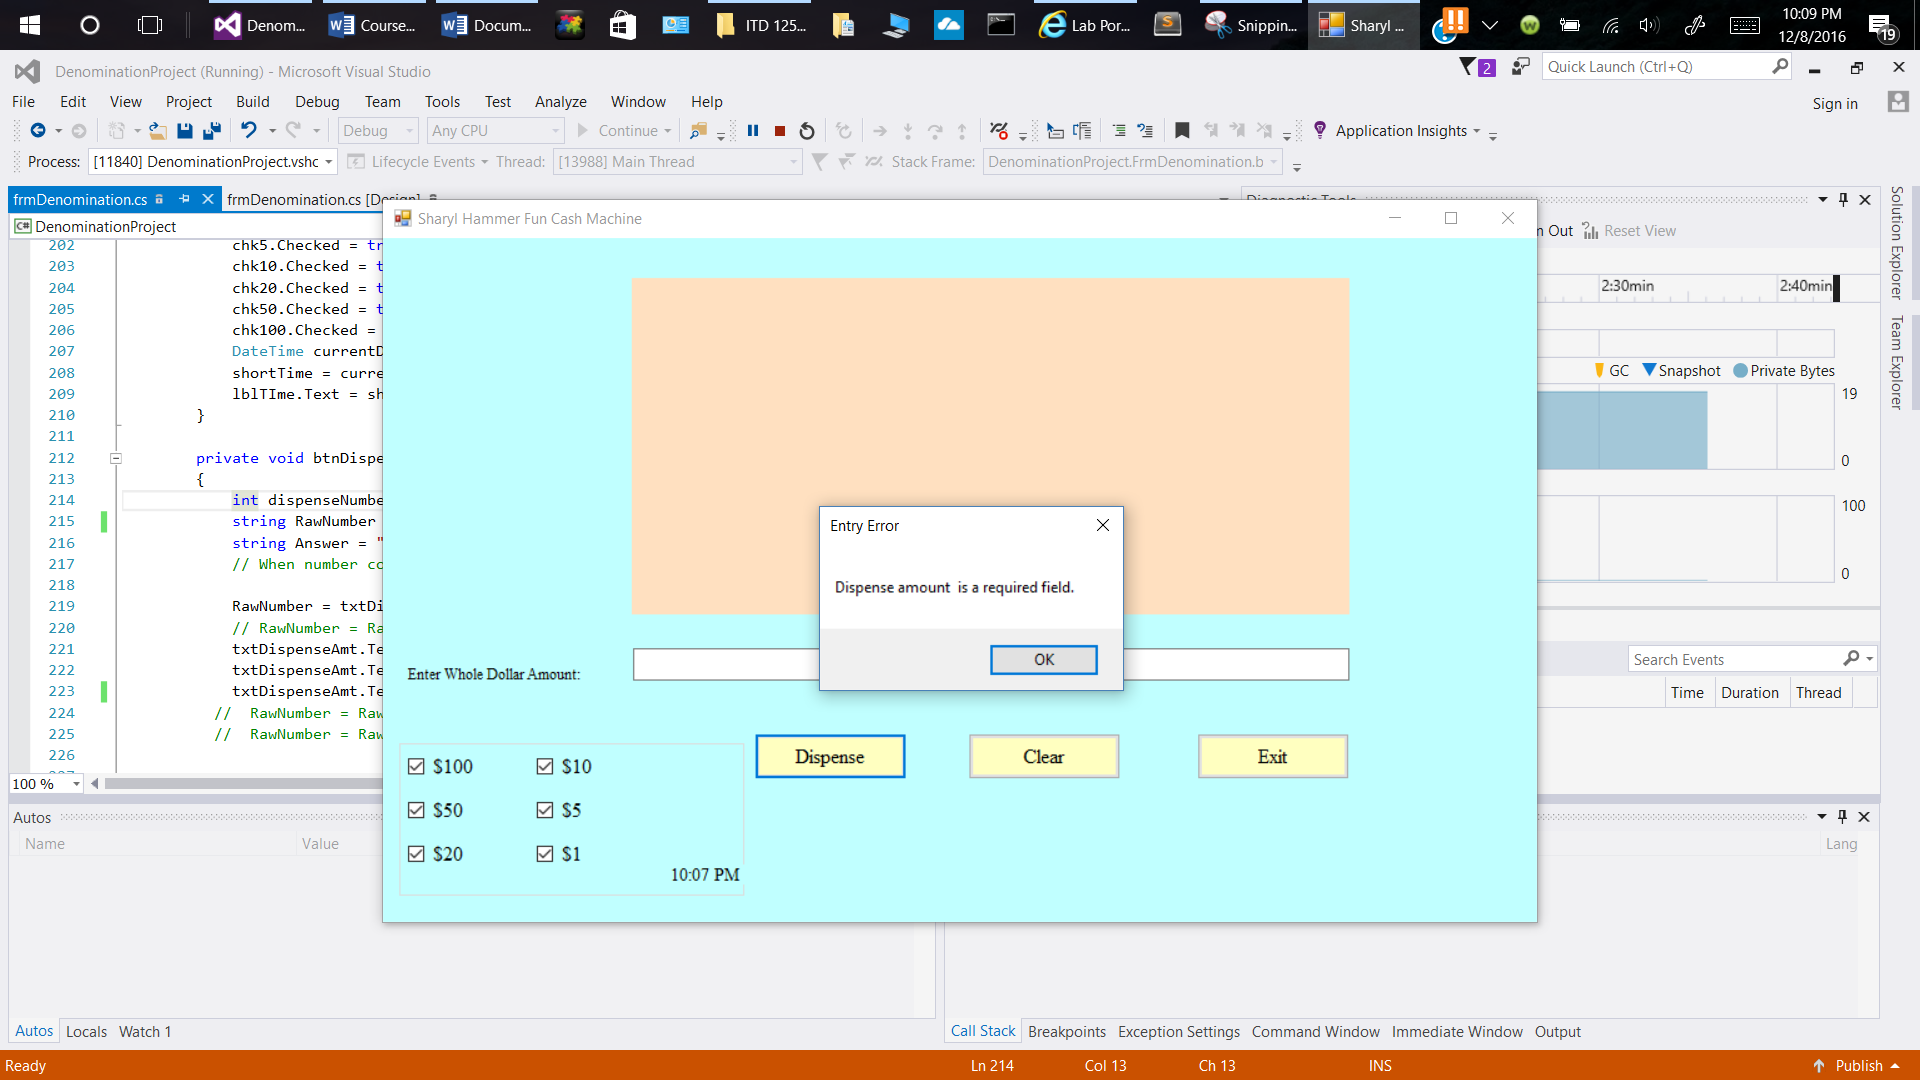 Denom...
Course...
Docum...
ITD 125...
Lab Por...
Snippin...
Sharyl ...
10:09 PM
12/8/2016
19
DenominationProject (Running) - Microsoft Visual Studio
2
Quick Launch (Ctrl+Q)
File Edit View Project Build Debug Team Tools Test Analyze Window Help
Sign in
Debug Any CPU Continue Application Insights
Process: [11840] DenominationProject.vshc Lifecycle Events Thread: [13988] Main Thread Stack Frame: DenominationProject.FrmDenomination.b
frmDenomination.cs frmDenomination.cs [Design]
Diagnostic Tools
Solution Explorer
Team Explorer
C# DenominationProject
Sharyl Hammer Fun Cash Machine
Out Reset View
2:30min 2:40min
GC Snapshot Private Bytes
19
0
100
0
202 chk5.Checked = tr
203 chk10.Checked = t
204 chk20.Checked = t
205 chk50.Checked = t
206 chk100.Checked =
207 DateTime currentD
208 shortTime = curre
209 lblTIme.Text = sh
210 }
211
212 private void btnDispe
213 {
214 int dispenseNumbe
215 string RawNumber
216 string Answer = "
217 // When number co
218
219 RawNumber = txtDi
220 // RawNumber = Ra
221 txtDispenseAmt.Te
222 txtDispenseAmt.Te
223 txtDispenseAmt.Te
224 // RawNumber = Raw
225 // RawNumber = Raw
226
100 %
Entry Error
Dispense amount  is a required field.
OK
Enter Whole Dollar Amount:
Dispense Clear Exit
$100 $10
$50 $5
$20 $1
10:07 PM
Search Events
Time Duration Thread
Autos
Name Value
Lang
Autos Locals Watch 1
Call Stack Breakpoints Exception Settings Command Window Immediate Window Output
Ready Ln 214 Col 13 Ch 13 INS Publish